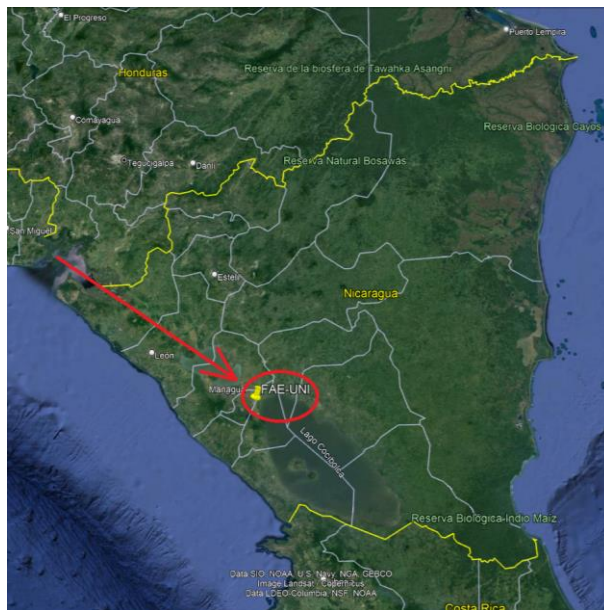 El Progreso
Puerto Lempira
Honduras
Reserva de la biosfera de Tawahka Asangni
Comayagua
Reserva Biológica Cayos
Tegucigalpa
Danlí
Reserva Natural Bosawas
San Miguel
Estelí
Nicaragua
León
Managua
FAE-UNI
Lago Cocibolca
Reserva Biológica Indio Maíz
Data SIO, NOAA, U.S. Navy, NGA, GEBCO
Image Landsat / Copernicus
Data LDEO-Columbia, NSF, NOAA
Costa Rica